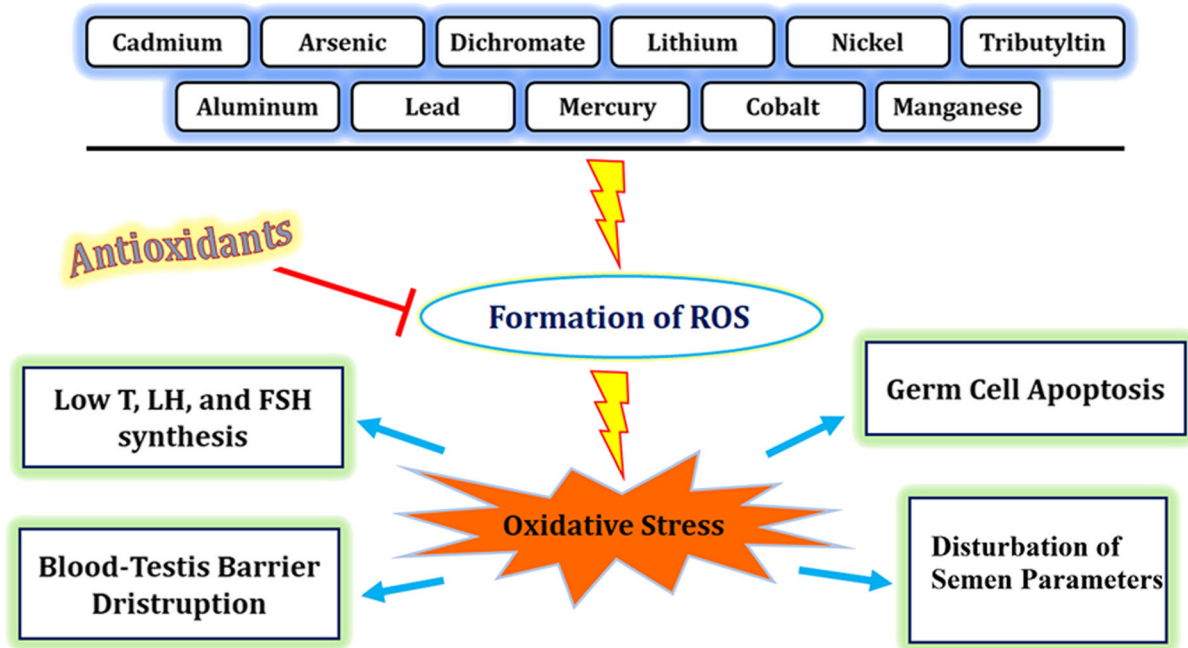 Cadmium
Arsenic
Dichromate
Lithium
Nickel
Tributyltin
Aluminum
Lead
Mercury
Cobalt
Manganese
Antioxidants
Formation of ROS
Low T, LH, and FSH
synthesis
Germ Cell Apoptosis
Oxidative Stress
Blood-Testis Barrier
Dristruption
Disturbation of
Semen Parameters